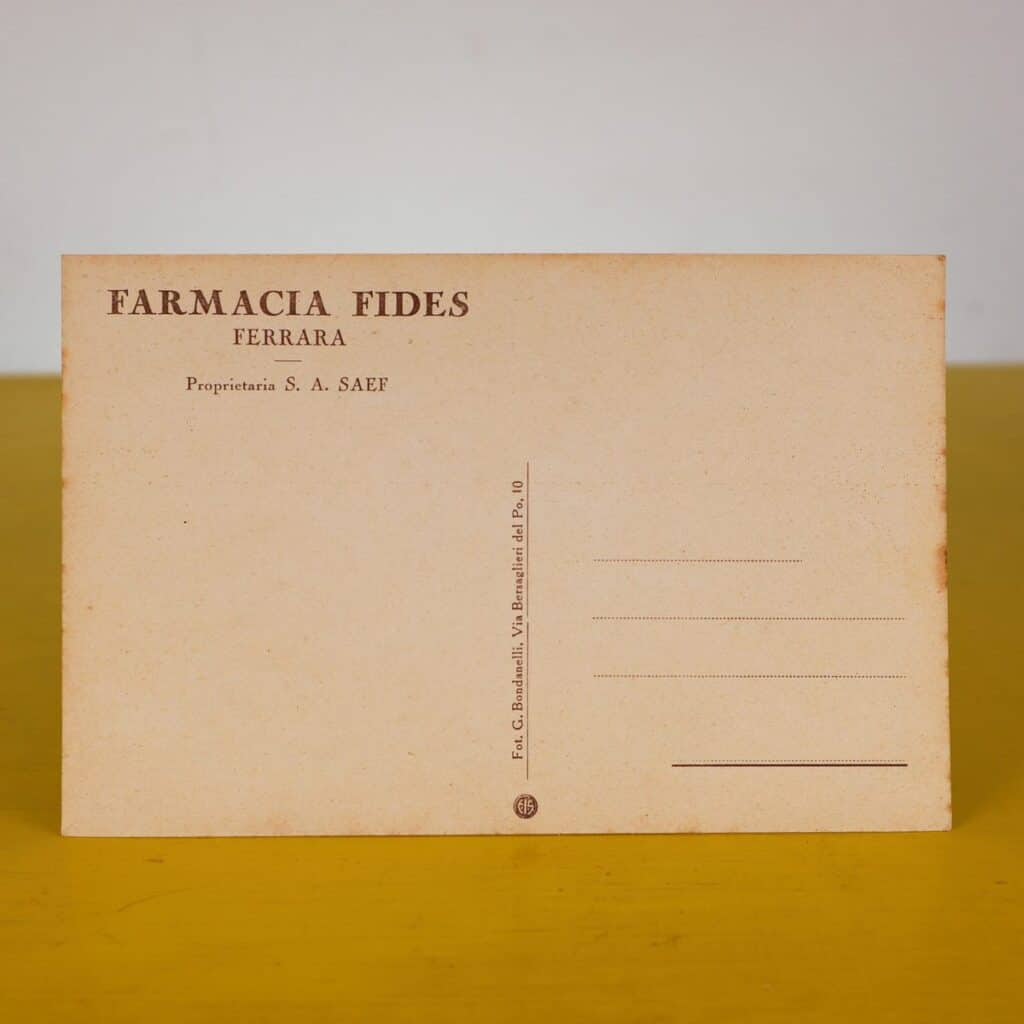 FARMACIA FIDES
FERRARA
Proprietaria S. A. SAEF
Fot. G. Bondanelli, Via Bersaglieri del Po, 10